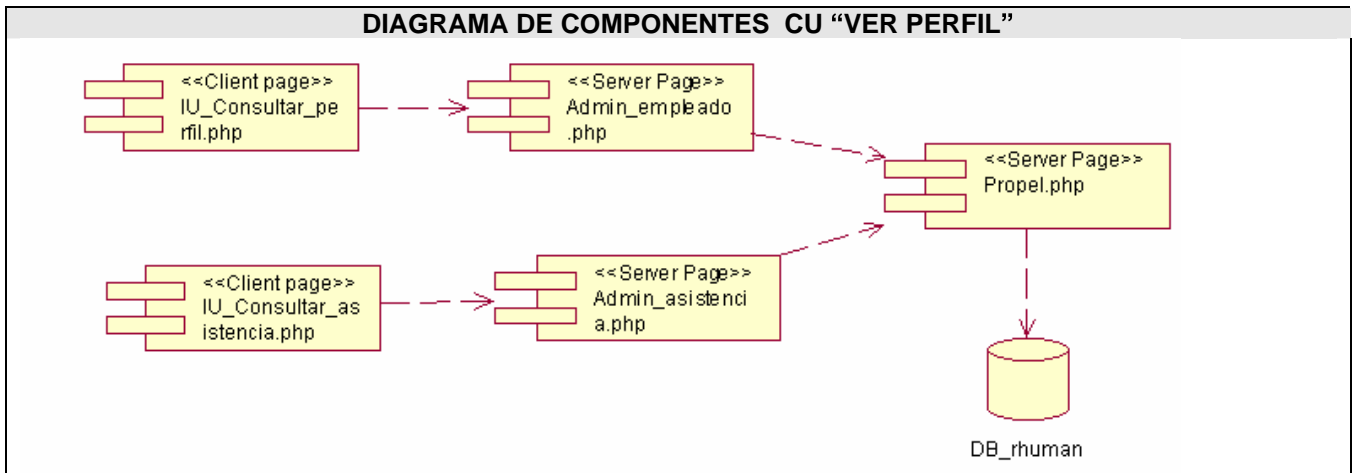 DIAGRAMA DE COMPONENTES CU “VER PERFIL”
<<Client page>>
IU_Consultar_pe
rfil.php
<<Server Page>>
Admin_empleado
.php
<<Server Page>>
Propel.php
<<Client page>>
IU_Consultar_as
istencia.php
<<Server Page>>
Admin_asistenci
a.php
DB_rhuman